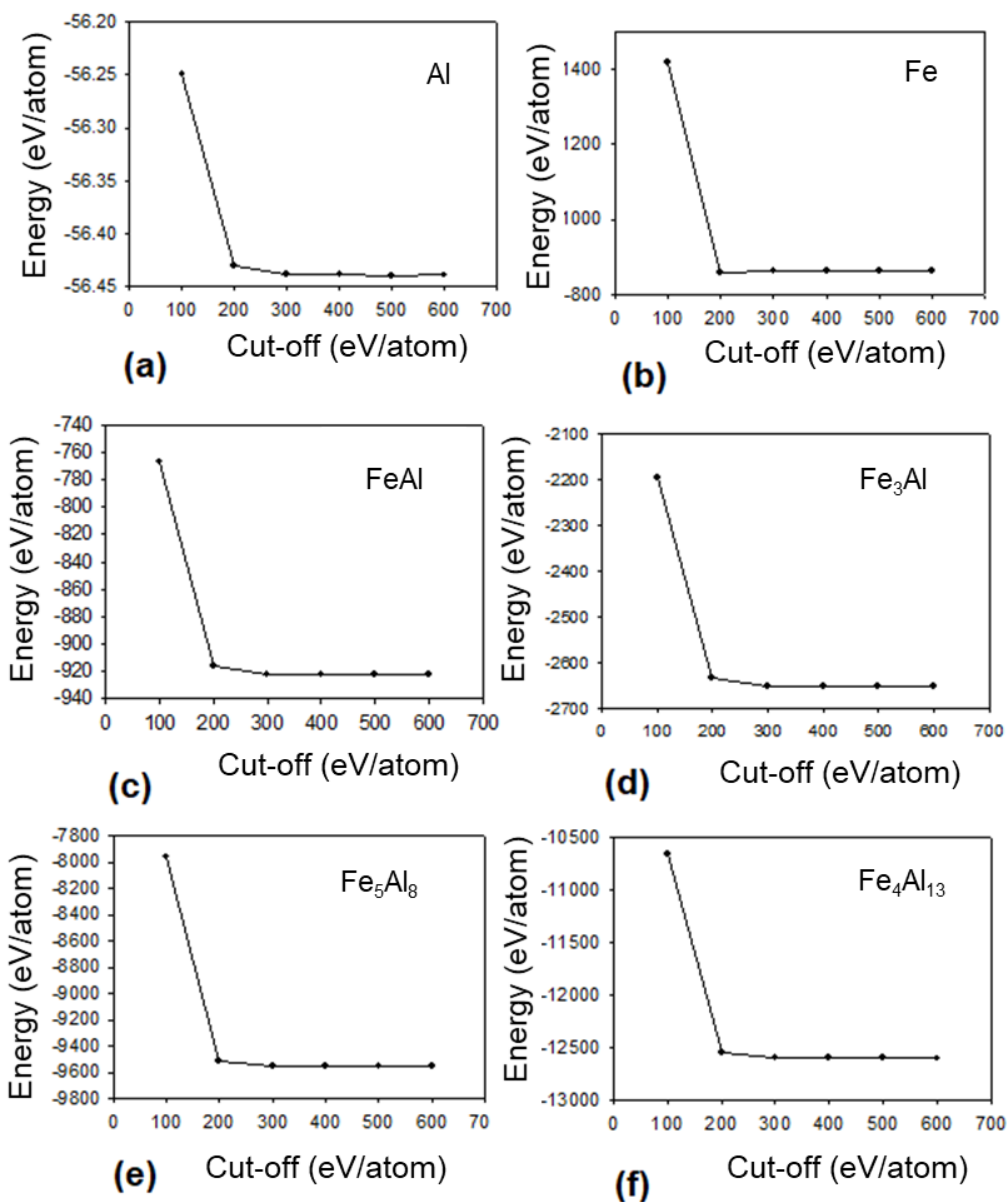 -56.20
-56.25
-56.30
-56.35
-56.40
-56.45
Energy (eV/atom)
Al
0 100 200 300 400 500 600 700
Cut-off (eV/atom)
(a)
1400
1200
1000
-800
Energy (eV/atom)
Fe
0 100 200 300 400 500 600 700
Cut-off (eV/atom)
(b)
-740
-760
-780
-800
-820
-840
-860
-880
-900
-920
-940
Energy (eV/atom)
FeAl
0 100 200 300 400 500 600 700
Cut-off (eV/atom)
(c)
-2100
-2200
-2300
-2400
-2500
-2600
-2700
Energy (eV/atom)
Fe₃Al
0 100 200 300 400 500 600 700
Cut-off (eV/atom)
(d)
-7800
-8000
-8200
-8400
-8600
-8800
-9000
-9200
-9400
-9600
-9800
Energy (eV/atom)
Fe₅Al₈
0 100 200 300 400 500 600 70
Cut-off (eV/atom)
(e)
-10500
-11000
-11500
-12000
-12500
-13000
Energy (eV/atom)
Fe₄Al₁₃
0 100 200 300 400 500 600 700
Cut-off (eV/atom)
(f)